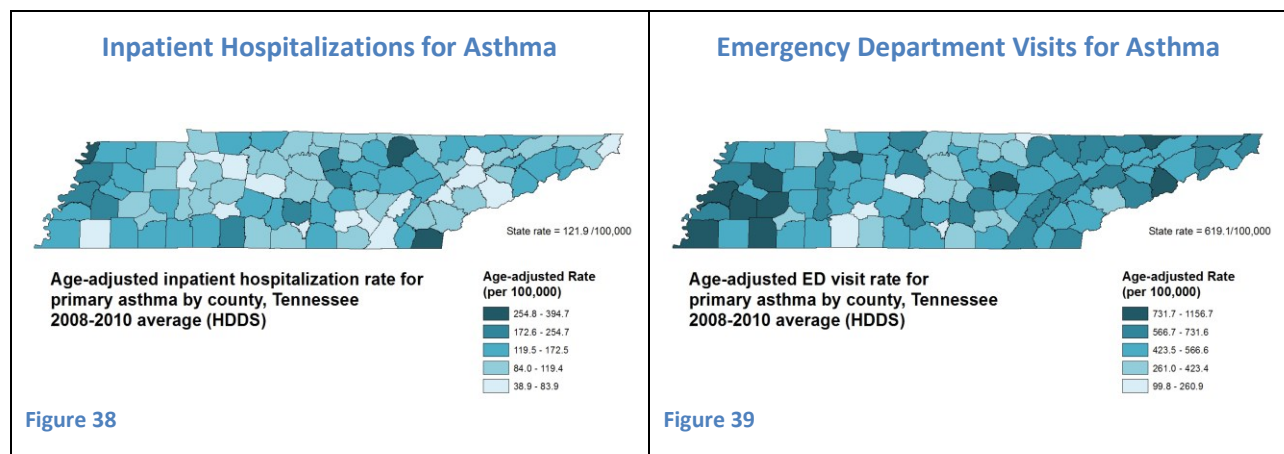 Inpatient Hospitalizations for Asthma
State rate = 121.9 /100,000
Age-adjusted inpatient hospitalization rate for
primary asthma by county, Tennessee
2008-2010 average (HDDS)
Age-adjusted Rate
(per 100,000)
254.8 - 394.7
172.6 - 254.7
119.5 - 172.5
84.0 - 119.4
38.9 - 83.9
Figure 38
Emergency Department Visits for Asthma
State rate = 619.1/100,000
Age-adjusted ED visit rate for
primary asthma by county, Tennessee
2008-2010 average (HDDS)
Age-adjusted Rate
(per 100,000)
731.7 - 1156.7
566.7 - 731.6
423.5 - 566.6
261.0 - 423.4
99.8 - 260.9
Figure 39